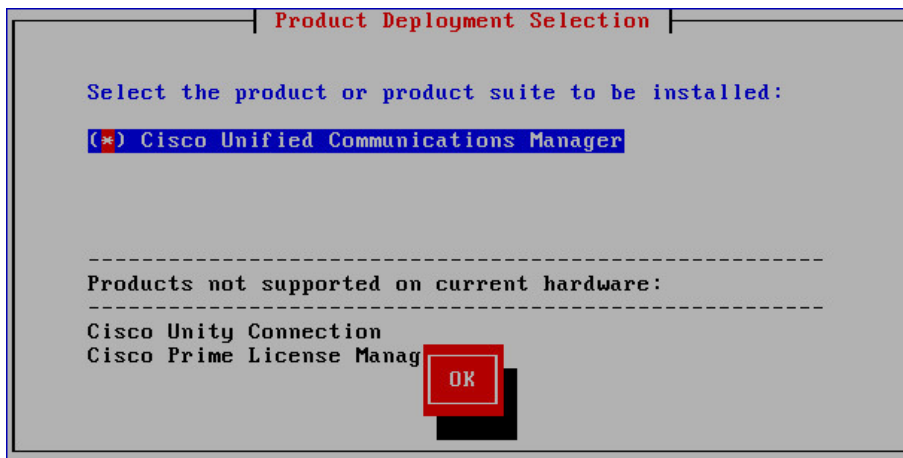 Product Deployment Selection
Select the product or product suite to be installed:
(*) Cisco Unified Communications Manager
--------------------------------------------------------
Products not supported on current hardware:
--------------------------------------------------------
Cisco Unity Connection
Cisco Prime License Manag
OK